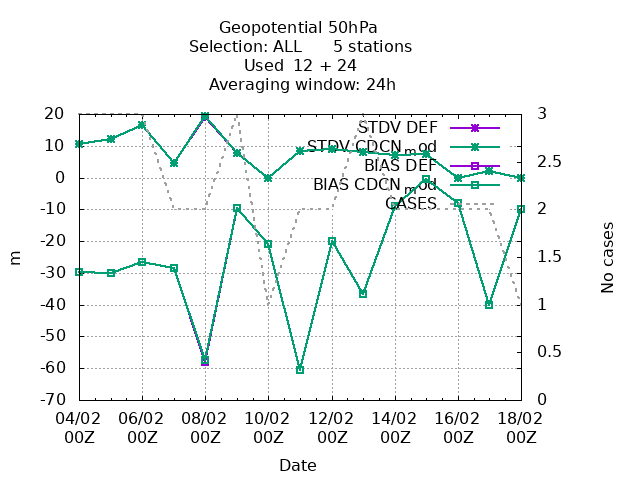 Geopotential 50hPa
Selection: ALL 5 stations
Used 12 + 24
Averaging window: 24h
20
10
0
-10
-20
-30
-40
-50
-60
-70
m
3
2.5
2
1.5
1
0.5
0
No cases
STDV DEF
STDV CDCN_mod
BIAS DEF
BIAS CDCN_mod
CASES
04/02 06/02 08/02 10/02 12/02 14/02 16/02 18/02
00Z 00Z 00Z 00Z 00Z 00Z 00Z 00Z
Date